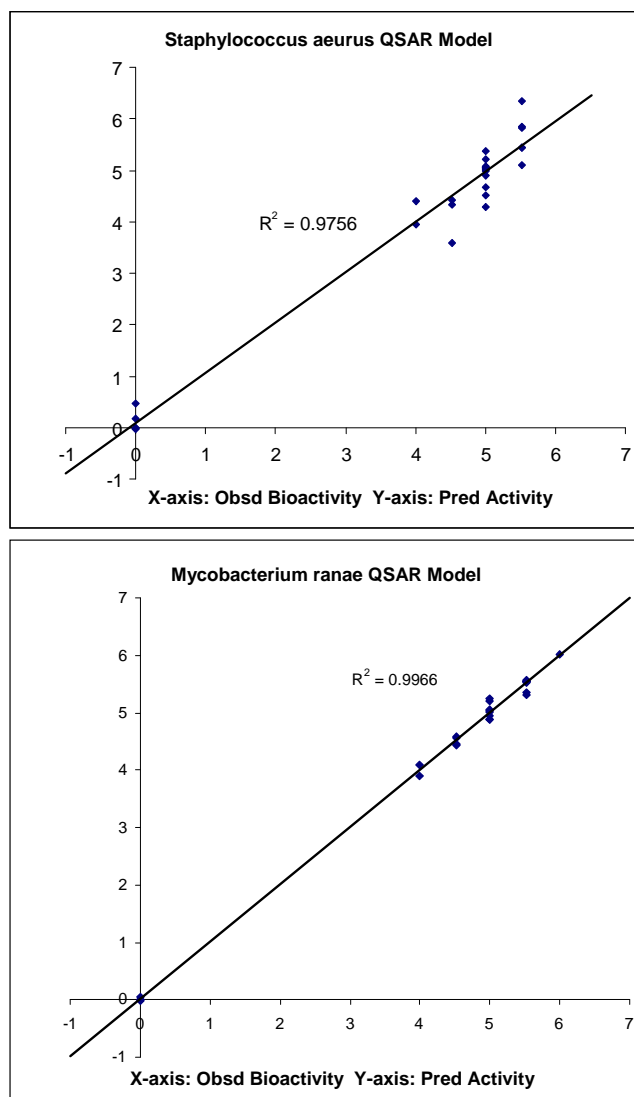 Staphylococcus aeurus QSAR Model
7
6
5
4
R² = 0.9756
3
2
1
0
-1 0 1 2 3 4 5 6 7
-1
X-axis: Obsd Bioactivity Y-axis: Pred Activity
Mycobacterium ranae QSAR Model
7
6
R² = 0.9966
5
4
3
2
1
0
-1 0 1 2 3 4 5 6 7
-1
X-axis: Obsd Bioactivity Y-axis: Pred Activity